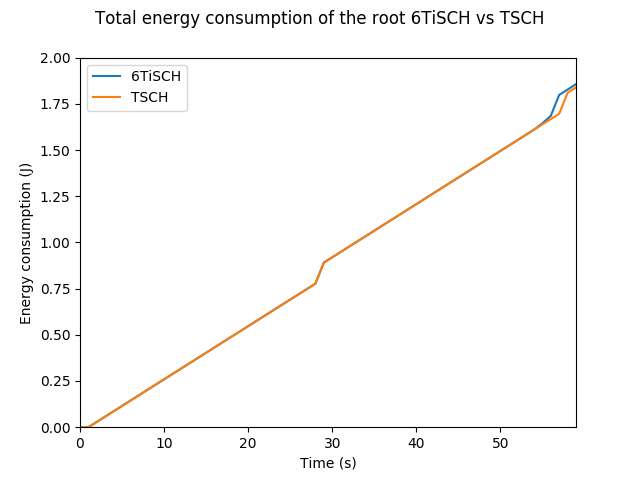 Total energy consumption of the root 6TiSCH vs TSCH
2.00
1.75
1.50
1.25
1.00
0.75
0.50
0.25
0.00
Energy consumption (J)
6TiSCH
TSCH
0 10 20 30 40 50
Time (s)